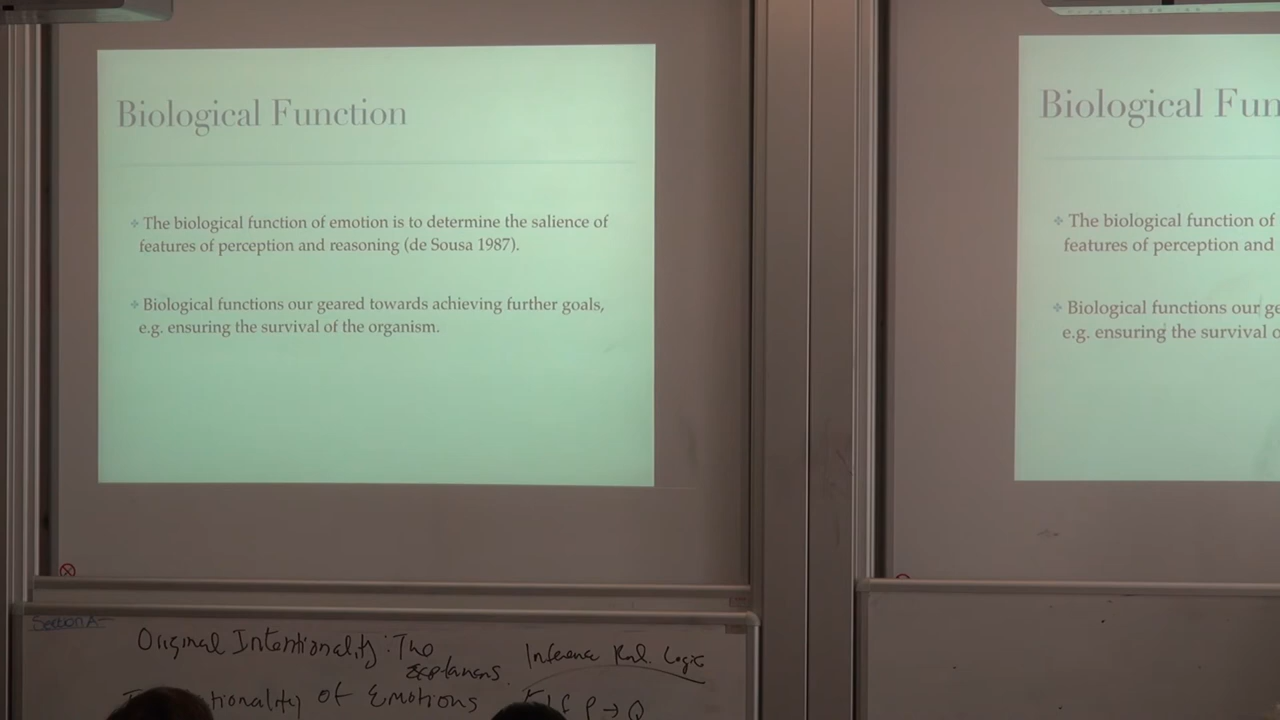 Biological Function
The biological function of emotion is to determine the salience of
features of perception and reasoning (de Sousa 1987).
Biological functions our geared towards achieving further goals,
e.g. ensuring the survival of the organism.
Biological Fun
The biological function of
features of perception and
Biological functions our ge
e.g. ensuring the survival o
Section A
Original Intentionality: The
Explanans.
tionality of Emotions
Inference Rul. Logic
If P → Q